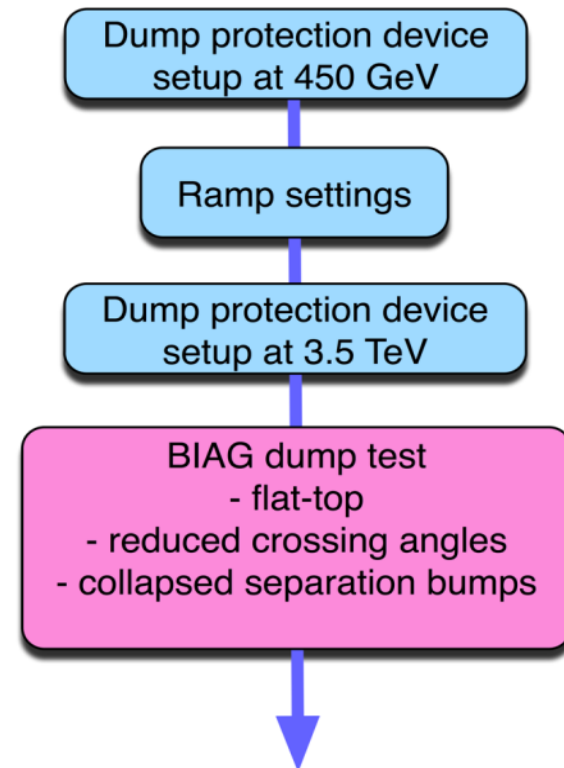 Dump protection device
setup at 450 GeV
Ramp settings
Dump protection device
setup at 3.5 TeV
BIAG dump test
- flat-top
- reduced crossing angles
- collapsed separation bumps